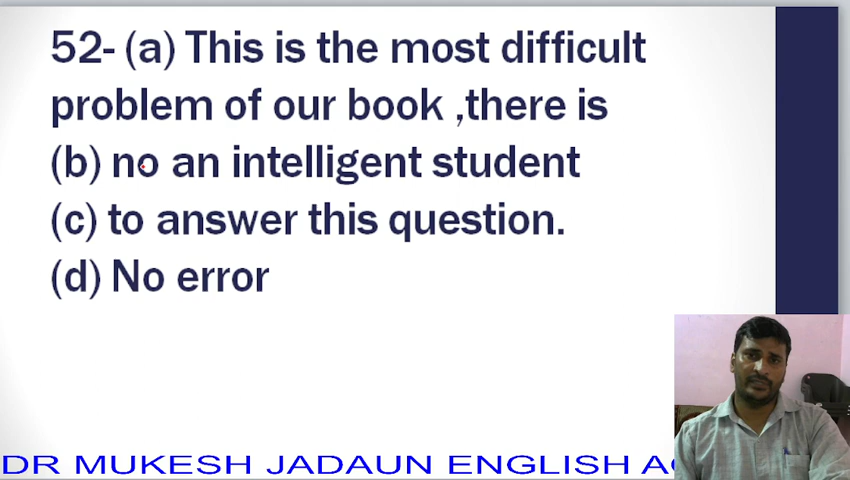 52- (a) This is the most difficult
problem of our book ,there is
(b) no an intelligent student
(c) to answer this question.
(d) No error
DR MUKESH JADAUN ENGLISH